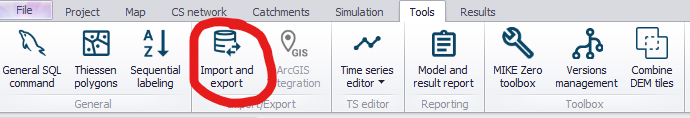 File Project Map CS network Catchments Simulation Tools Results
General SQL command
Thiessen polygons
Sequential labeling
Import and export
ArcGIS
GIS
Time series editor
Model and result report
MIKE Zero toolbox
Versions management
Combine DEM tiles
General
Import/Export
TS editor
Reporting
Toolbox
A
Z